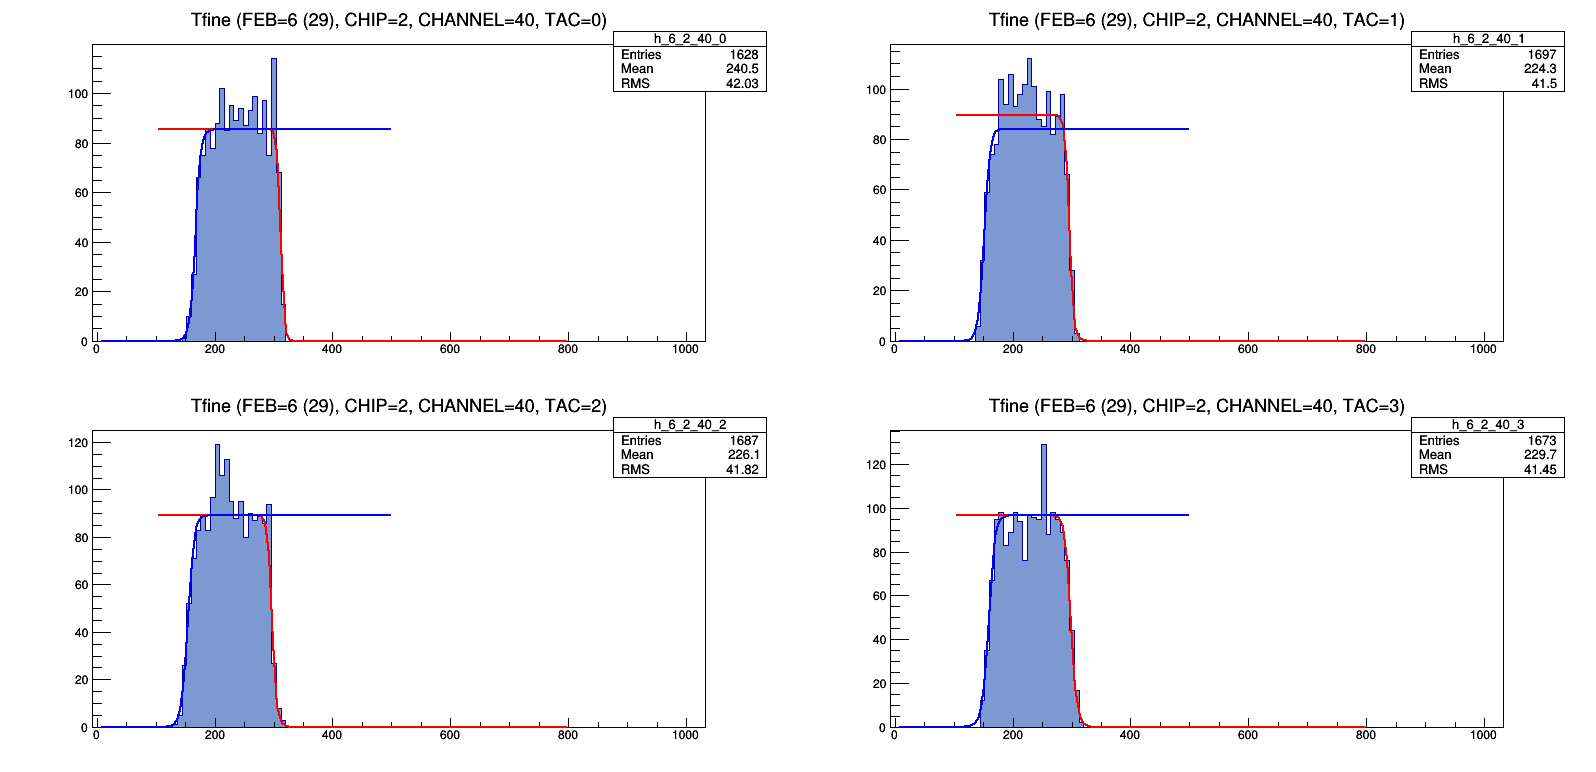 Tfine (FEB=6 (29), CHIP=2, CHANNEL=40, TAC=0)
h_6_2_40_0
Entries 1628
Mean 240.5
RMS 42.03
100
80
60
40
20
0
0 200 400 600 800 1000
Tfine (FEB=6 (29), CHIP=2, CHANNEL=40, TAC=1)
h_6_2_40_1
Entries 1697
Mean 224.3
RMS 41.5
100
80
60
40
20
0
0 200 400 600 800 1000
Tfine (FEB=6 (29), CHIP=2, CHANNEL=40, TAC=2)
h_6_2_40_2
Entries 1687
Mean 226.1
RMS 41.82
120
100
80
60
40
20
0
0 200 400 600 800 1000
Tfine (FEB=6 (29), CHIP=2, CHANNEL=40, TAC=3)
h_6_2_40_3
Entries 1673
Mean 229.7
RMS 41.45
120
100
80
60
40
20
0
0 200 400 600 800 1000